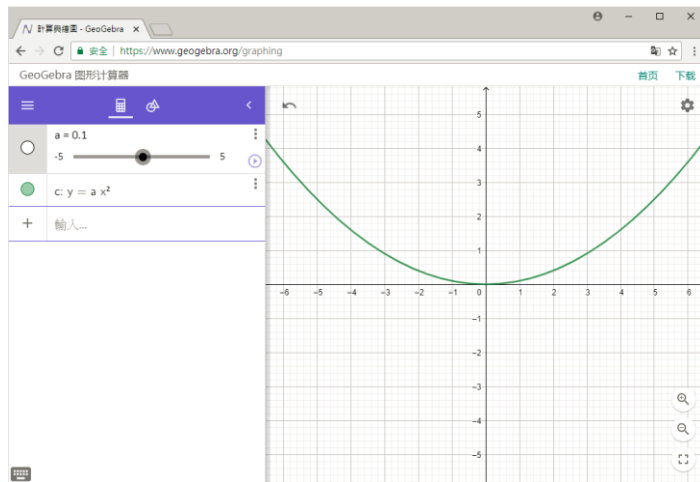 計算與繪圖 - GeoGebra
安全 | https://www.geogebra.org/graphing
GeoGebra 图形计算器
首页 下载
a = 0.1
-5 5
c: y = a x²
輸入...
5
4
3
2
1
−6 −5 −4 −3 −2 −1 0 1 2 3 4 5 6
−1
−2
−3
−4
−5